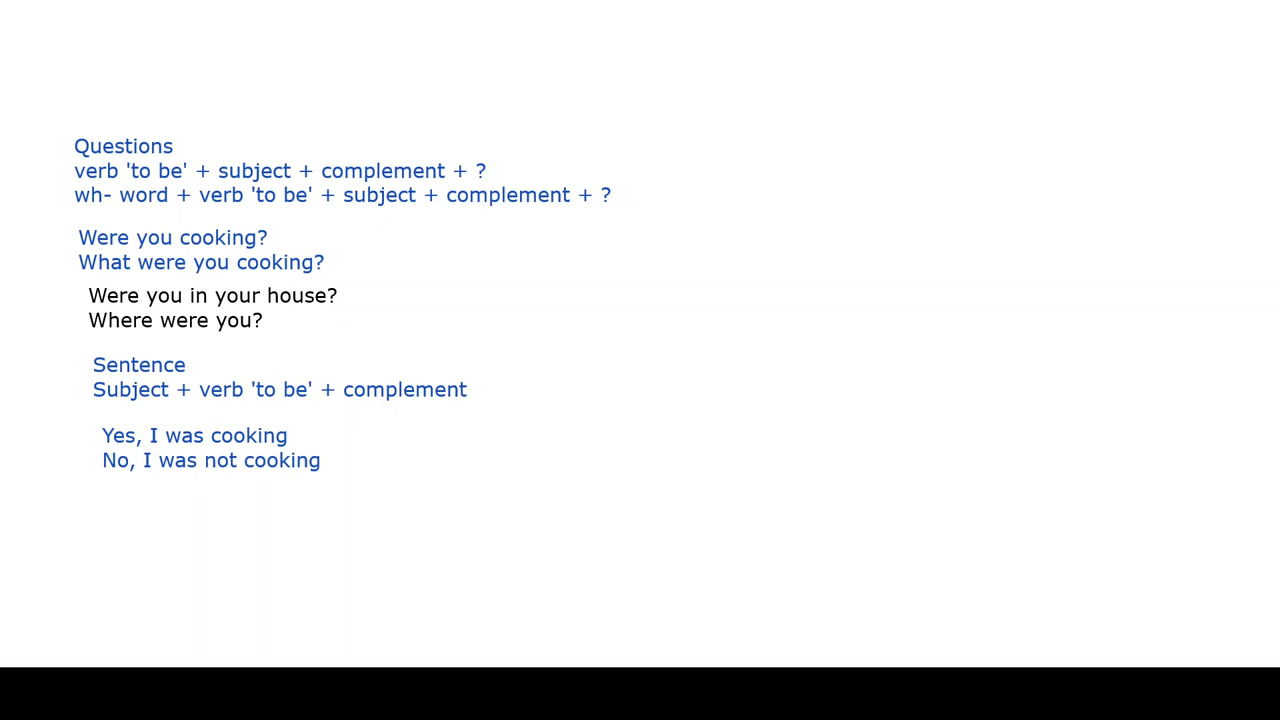 Questions
verb 'to be' + subject + complement + ?
wh- word + verb 'to be' + subject + complement + ?
Were you cooking?
What were you cooking?
Were you in your house?
Where were you?
Sentence
Subject + verb 'to be' + complement
Yes, I was cooking
No, I was not cooking